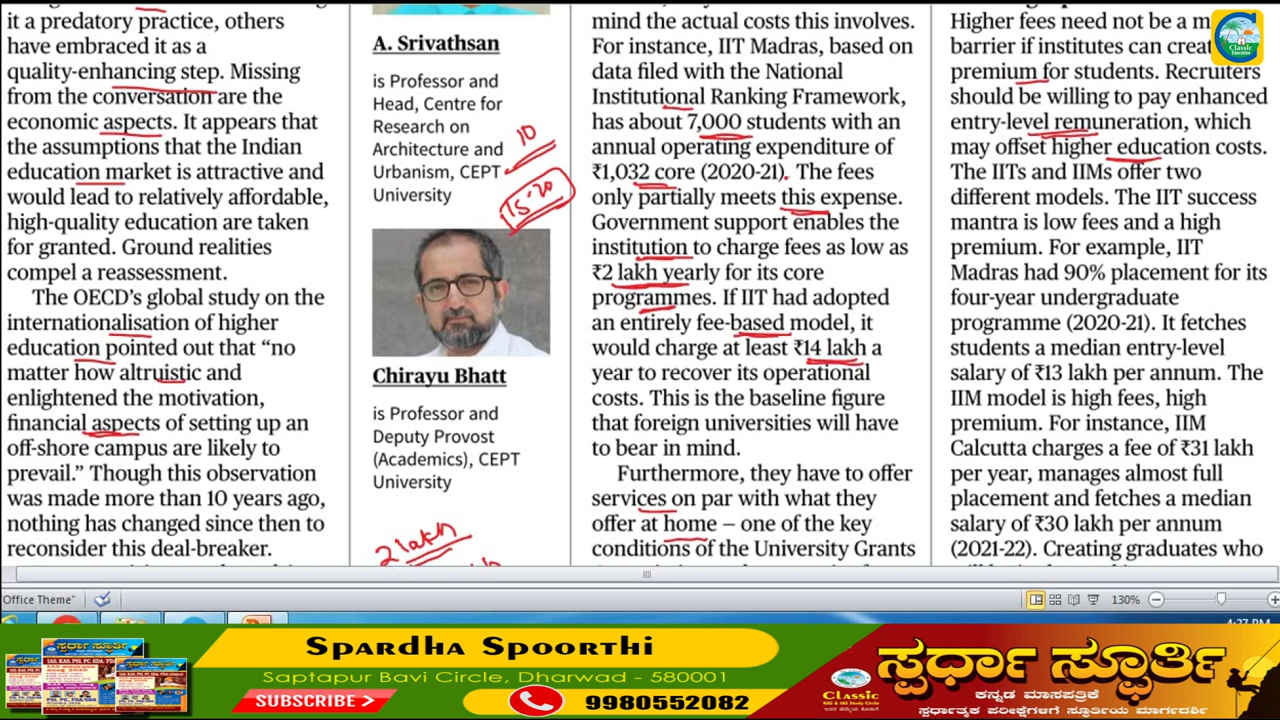 it a predatory practice, others
have embraced it as a
quality-enhancing step. Missing
from the conversation are the
economic aspects. It appears that
the assumptions that the Indian
education market is attractive and
would lead to relatively affordable,
high-quality education are taken
for granted. Ground realities
compel a reassessment.
The OECD's global study on the
internationalisation of higher
education pointed out that "no
matter how altruistic and
enlightened the motivation,
financial aspects of setting up an
off-shore campus are likely to
prevail." Though this observation
was made more than 10 years ago,
nothing has changed since then to
reconsider this deal-breaker.
A. Srivathsan
is Professor and
Head, Centre for
Research on
Architecture and
Urbanism, CEPT
University
10
15-20
Chirayu Bhatt
is Professor and
Deputy Provost
(Academics), CEPT
University
2 lakh
mind the actual costs this involves.
For instance, IIT Madras, based on
data filed with the National
Institutional Ranking Framework,
has about 7,000 students with an
annual operating expenditure of
₹1,032 core (2020-21). The fees
only partially meets this expense.
Government support enables the
institution to charge fees as low as
₹2 lakh yearly for its core
programmes. If IIT had adopted
an entirely fee-based model, it
would charge at least ₹14 lakh a
year to recover its operational
costs. This is the baseline figure
that foreign universities will have
to bear in mind.
Furthermore, they have to offer
services on par with what they
offer at home – one of the key
conditions of the University Grants
Higher fees need not be a
barrier if institutes can
premium for students. Recruiters
should be willing to pay enhanced
entry-level remuneration, which
may offset higher education costs.
The IITs and IIMs offer two
different models. The IIT success
mantra is low fees and a high
premium. For example, IIT
Madras had 90% placement for its
four-year undergraduate
programme (2020-21). It fetches
students a median entry-level
salary of ₹13 lakh per annum. The
IIM model is high fees, high
premium. For instance, IIM
Calcutta charges a fee of ₹31 lakh
per year, manages almost full
placement and fetches a median
salary of ₹30 lakh per annum
(2021-22). Creating graduates who
Classic
Education
"Office Theme"
130%
4:27 PM
Spardha Spoorthi
Saptapur Bavi Circle, Dharwad - 580001
SUBSCRIBE
9980552082
ಸ್ಪರ್ಧಾ ಸ್ಫೂರ್ತಿ
ಕನ್ನಡ ಮಾಸಪತ್ರಿಕೆ
ಸ್ಪರ್ಧಾತ್ಮಕ ಪರೀಕ್ಷೆಗಳಿಗೆ ಸ್ಫೂರ್ತಿಯ ಮಾರ್ಗದರ್ಶಿ
Classic